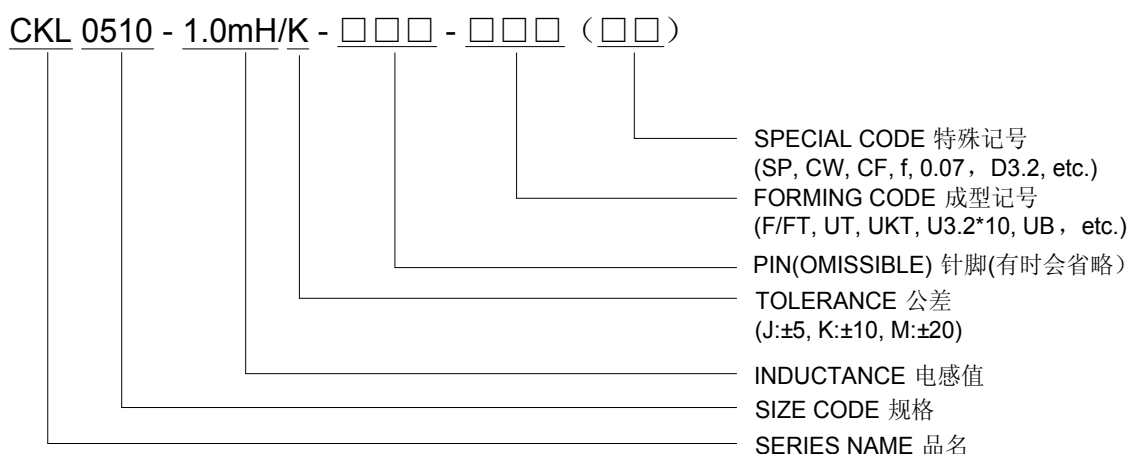 CKL 0510 - 1.0mH/K - □□□ - □□□（□□）
SPECIAL CODE 特殊记号
(SP, CW, CF, f, 0.07，D3.2, etc.)
FORMING CODE 成型记号
(F/FT, UT, UKT, U3.2*10, UB，etc.)
PIN(OMISSIBLE) 针脚(有时会省略）
TOLERANCE 公差
(J:±5, K:±10, M:±20)
INDUCTANCE 电感值
SIZE CODE 规格
SERIES NAME 品名